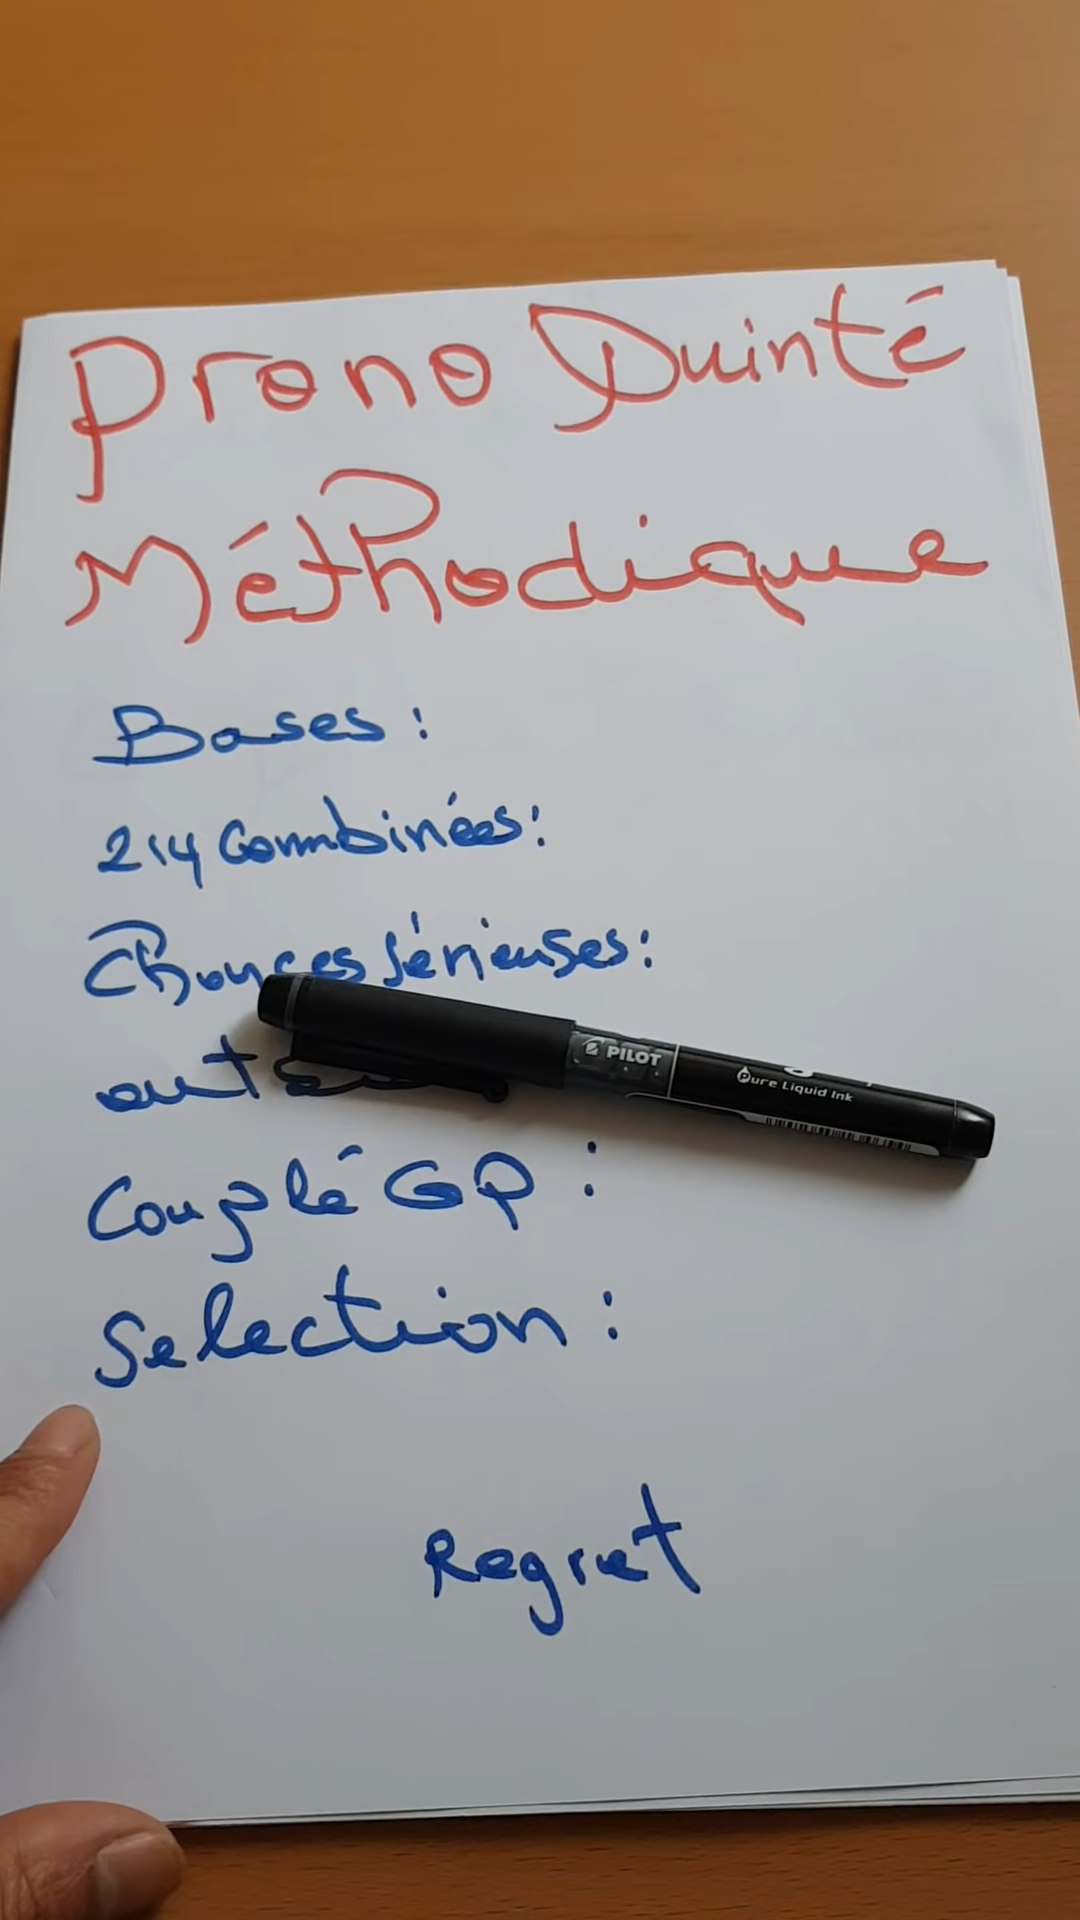 Prono Quinté
Méthodique
Bases:
2/4 Combinées:
Chances sérieuses:
PILOT
Pure Liquid Ink
Couplé GP:
Selection:
Regret